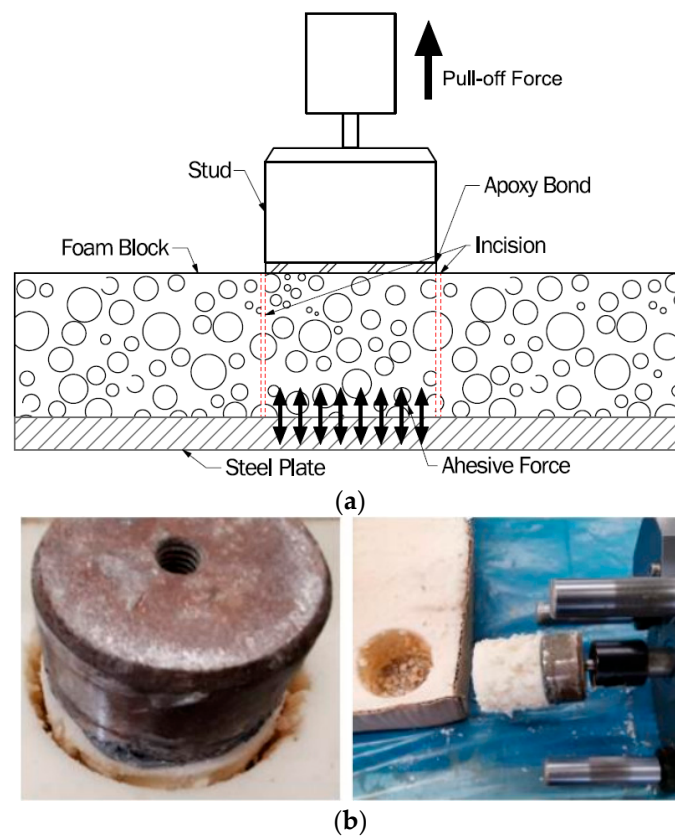 Pull-off Force
Stud
Apoxy Bond
Foam Block
Incision
Steel Plate
Ahesive Force
(a)
(b)